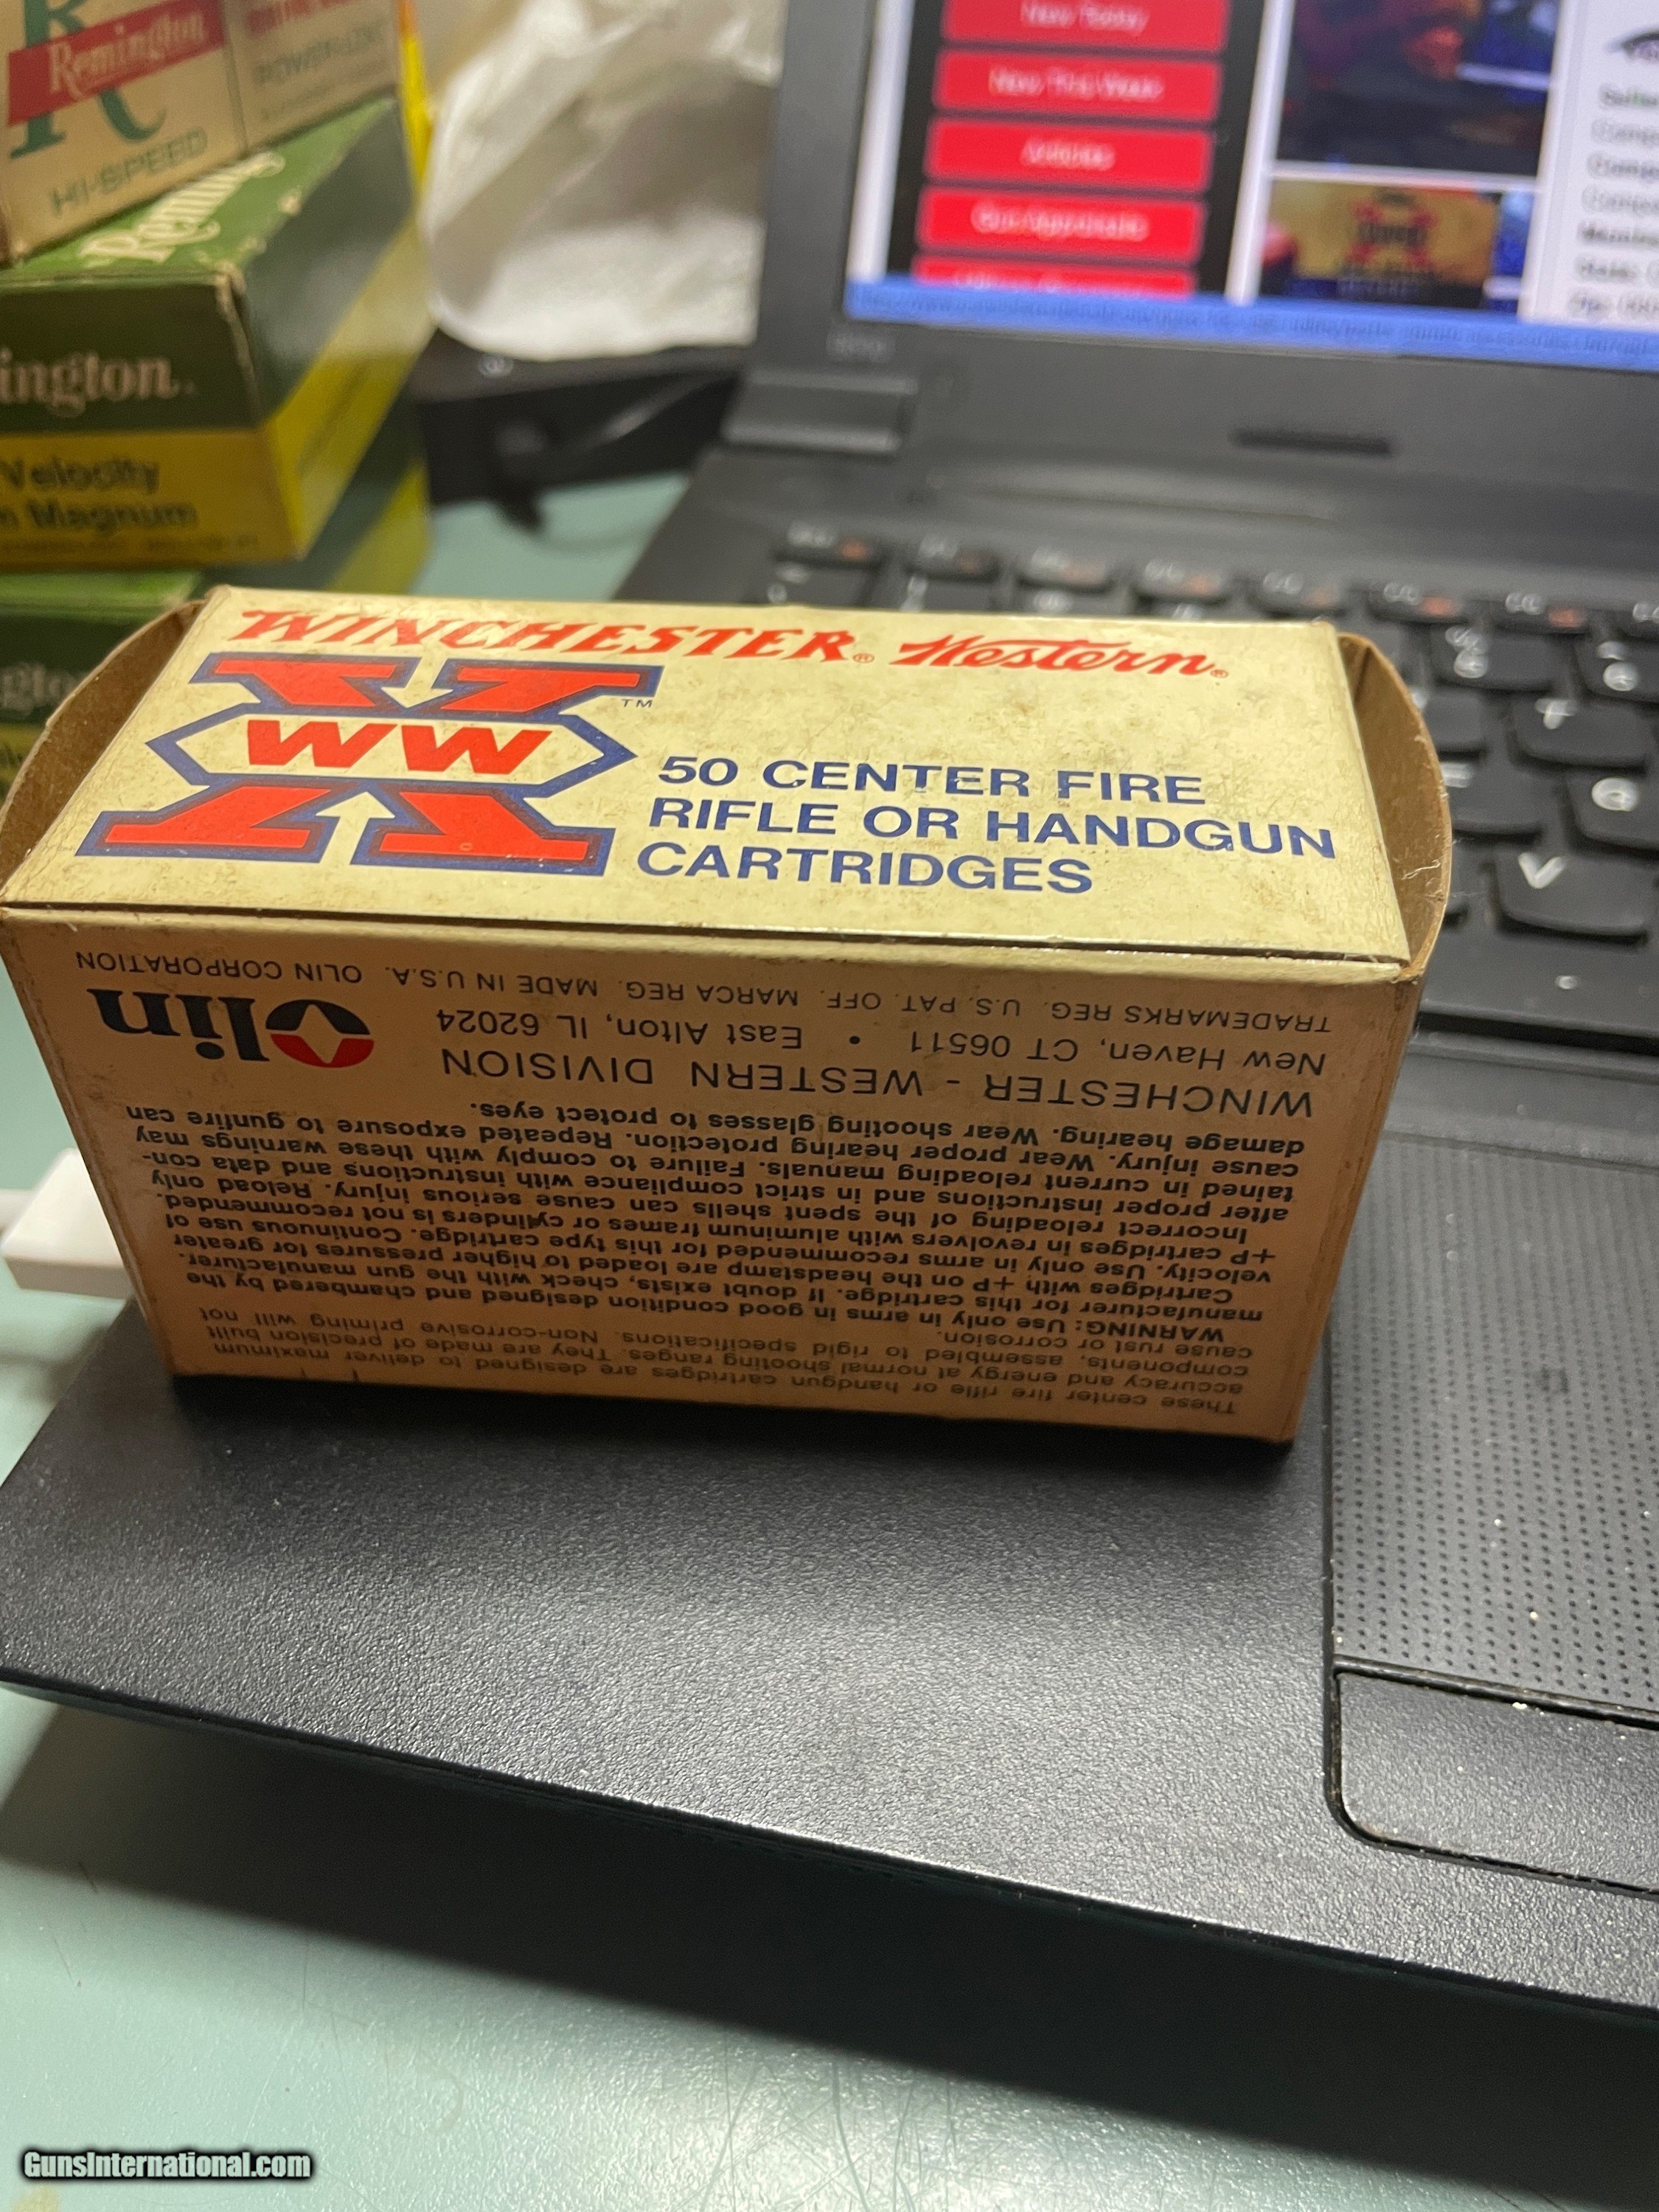 Remington
HI-SPEED
Remington
ington.
Velocity
Magnum
New Today
New This Week
Articles
Gun Appraisals
WINCHESTER® Western®
WW
TM
50 CENTER FIRE
RIFLE OR HANDGUN
CARTRIDGES
These center fire rifle or handgun cartridges are designed to deliver maximum
accuracy and energy at normal shooting ranges. They are made of precision built
components, assembled to rigid specifications. Non-corrosive priming will not
cause rust or corrosion.
WARNING: Use only in arms in good condition designed and chambered by the
manufacturer for this cartridge. If doubt exists, check with the gun manufacturer.
Cartridges with +P on the headstamp are loaded to higher pressures for greater
velocity. Use only in arms recommended for this type cartridge. Continuous use of
+P cartridges in revolvers with aluminum frames or cylinders is not recommended.
Incorrect reloading of the spent shells can cause serious injury. Reload only
after proper instructions and in strict compliance with instructions and data con-
tained in current reloading manuals. Failure to comply with these warnings may
cause injury. Wear proper hearing protection. Repeated exposure to gunfire can
damage hearing. Wear shooting glasses to protect eyes.
WINCHESTER - WESTERN DIVISION
New Haven, CT 06511 • East Alton, IL 62024
Olin
TRADEMARKS REG. U.S. PAT. OFF. MARCA REG. MADE IN U.S.A. OLIN CORPORATION
GunsInternational.com